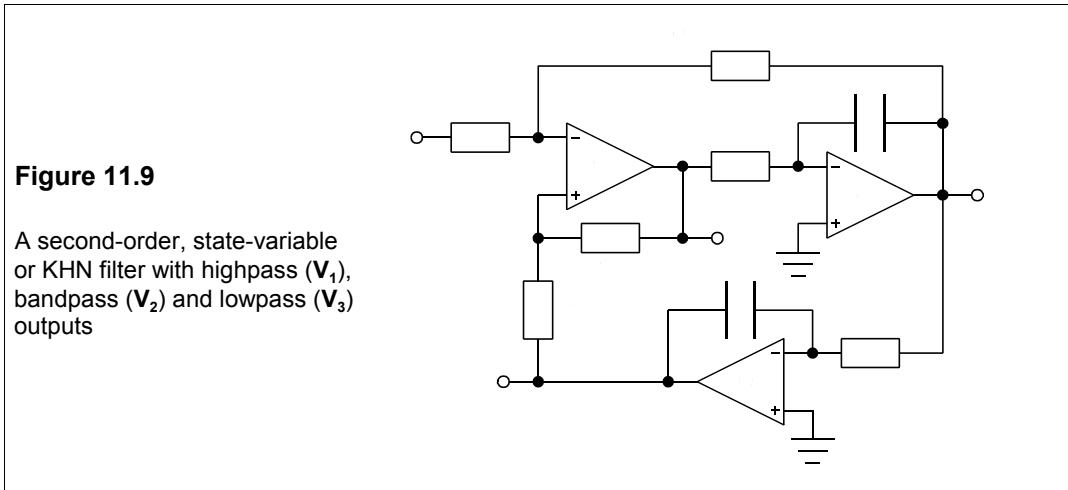 Figure 11.9
A second-order, state-variable
or KHN filter with highpass (V₁),
bandpass (V₂) and lowpass (V₃)
outputs
−
+
−
+
−
+